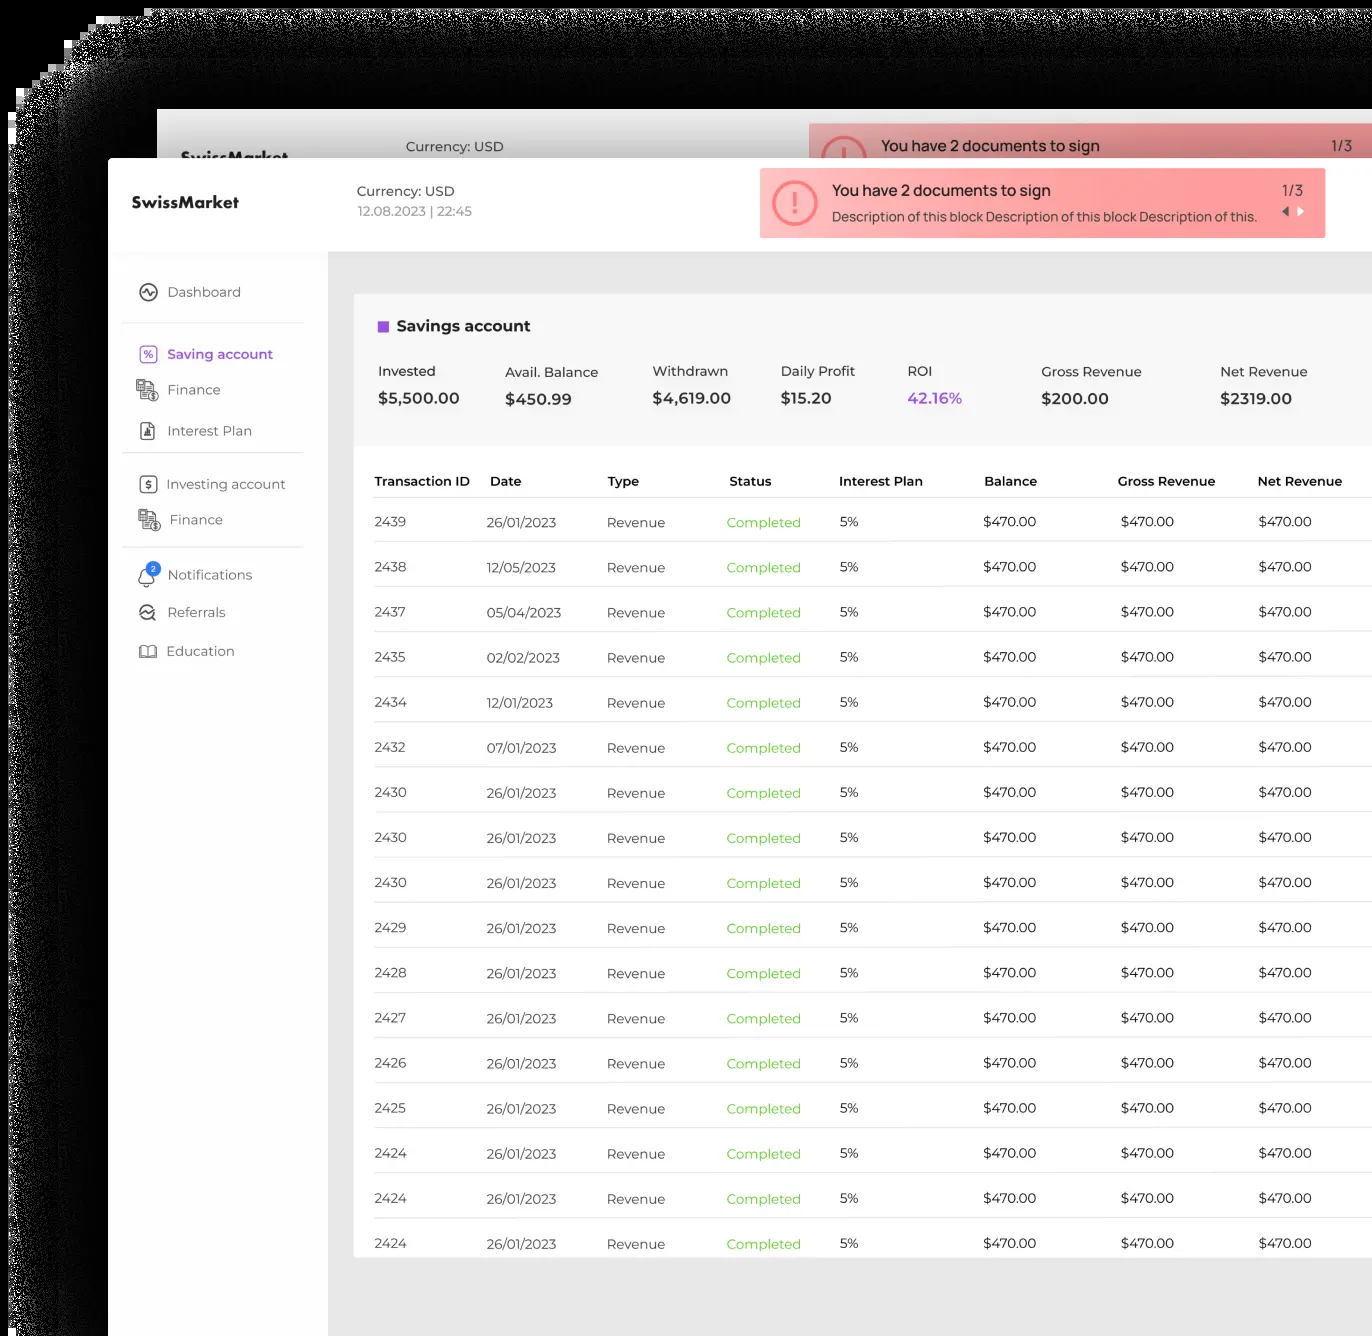 Currency: USD
You have 2 documents to sign
1/3
SwissMarket
SwissMarket
Currency: USD
12.08.2023 | 22:45
You have 2 documents to sign
1/3
Description of this block Description of this block Description of this.
Dashboard
Saving account
Finance
Interest Plan
Investing account
Finance
2
Notifications
Referrals
Education
Savings account
Invested Avail. Balance Withdrawn Daily Profit ROI Gross Revenue Net Revenue
$5,500.00 $450.99 $4,619.00 $15.20 42.16% $200.00 $2319.00
Transaction ID Date Type Status Interest Plan Balance Gross Revenue Net Revenue
2439 26/01/2023 Revenue Completed 5% $470.00 $470.00 $470.00
2438 12/05/2023 Revenue Completed 5% $470.00 $470.00 $470.00
2437 05/04/2023 Revenue Completed 5% $470.00 $470.00 $470.00
2435 02/02/2023 Revenue Completed 5% $470.00 $470.00 $470.00
2434 12/01/2023 Revenue Completed 5% $470.00 $470.00 $470.00
2432 07/01/2023 Revenue Completed 5% $470.00 $470.00 $470.00
2430 26/01/2023 Revenue Completed 5% $470.00 $470.00 $470.00
2430 26/01/2023 Revenue Completed 5% $470.00 $470.00 $470.00
2430 26/01/2023 Revenue Completed 5% $470.00 $470.00 $470.00
2429 26/01/2023 Revenue Completed 5% $470.00 $470.00 $470.00
2428 26/01/2023 Revenue Completed 5% $470.00 $470.00 $470.00
2427 26/01/2023 Revenue Completed 5% $470.00 $470.00 $470.00
2426 26/01/2023 Revenue Completed 5% $470.00 $470.00 $470.00
2425 26/01/2023 Revenue Completed 5% $470.00 $470.00 $470.00
2424 26/01/2023 Revenue Completed 5% $470.00 $470.00 $470.00
2424 26/01/2023 Revenue Completed 5% $470.00 $470.00 $470.00
2424 26/01/2023 Revenue Completed 5% $470.00 $470.00 $470.00